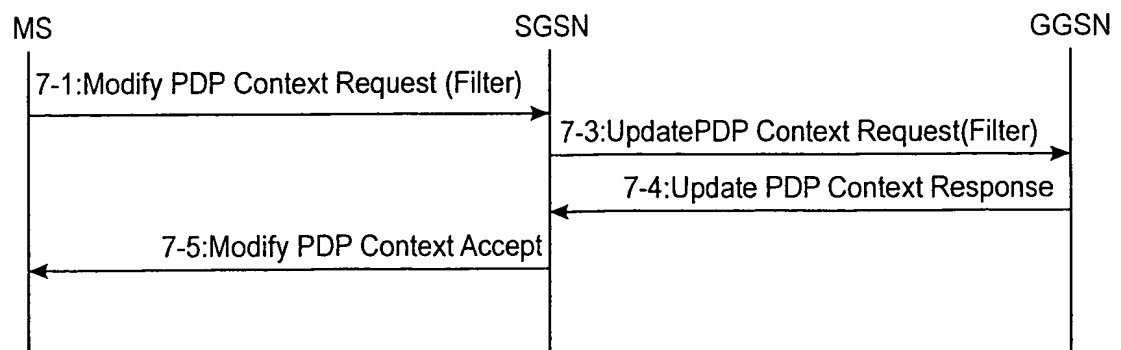 MS
SGSN
GGSN
7-1:Modify PDP Context Request (Filter)
7-3:UpdatePDP Context Request(Filter)
7-4:Update PDP Context Response
7-5:Modify PDP Context Accept